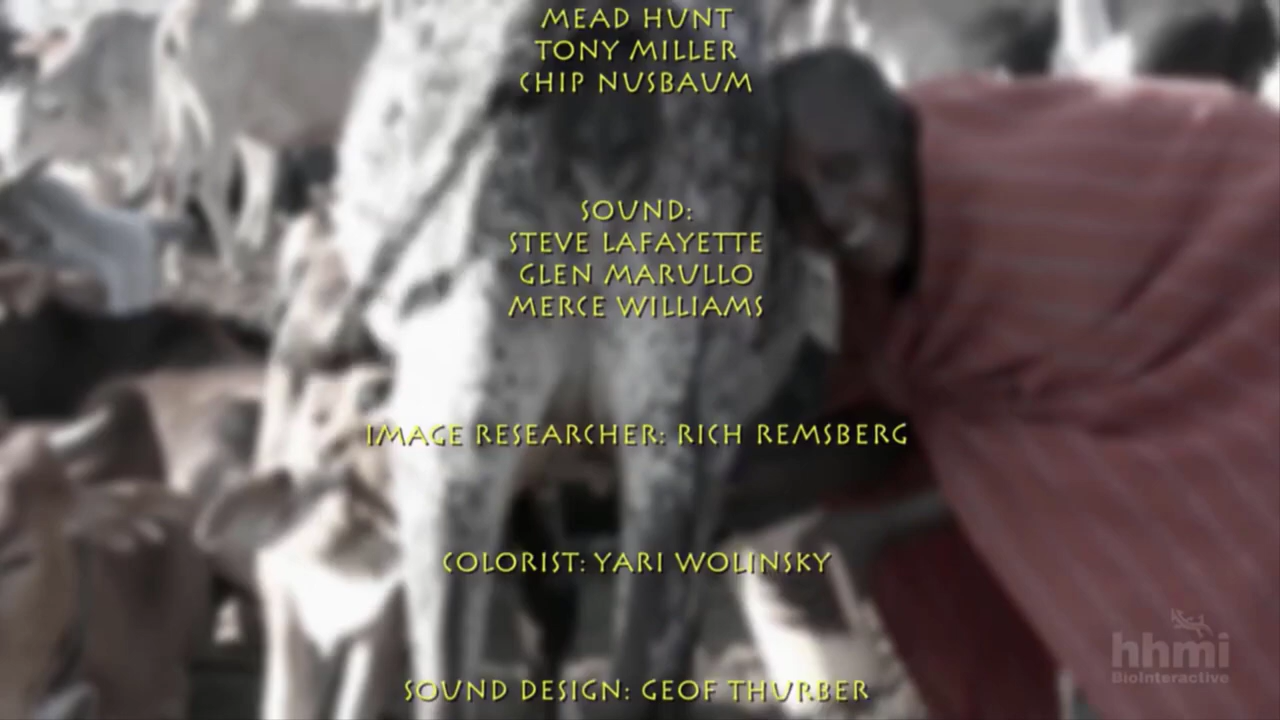 MEAD HUNT
TONY MILLER
CHIP NUSBAUM
SOUND:
STEVE LAFAYETTE
GLEN MARULLO
MERCE WILLIAMS
IMAGE RESEARCHER: RICH REMSBERG
COLORIST: YARI WOLINSKY
SOUND DESIGN: GEOF THURBER
hhmi
BioInteractive